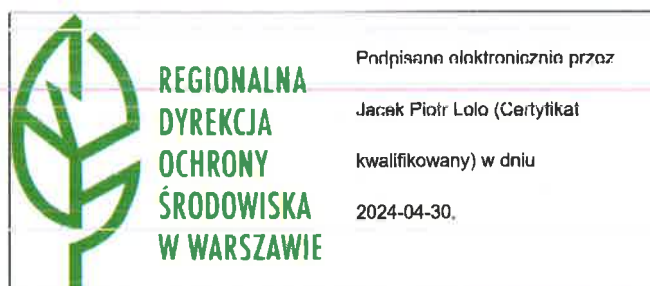 REGIONALNA
DYREKCJA
OCHRONY
ŚRODOWISKA
W WARSZAWIE
Podpisane elektronicznie przez
Jacek Piotr Lolo (Certyfikat
kwalifikowany) w dniu
2024-04-30.